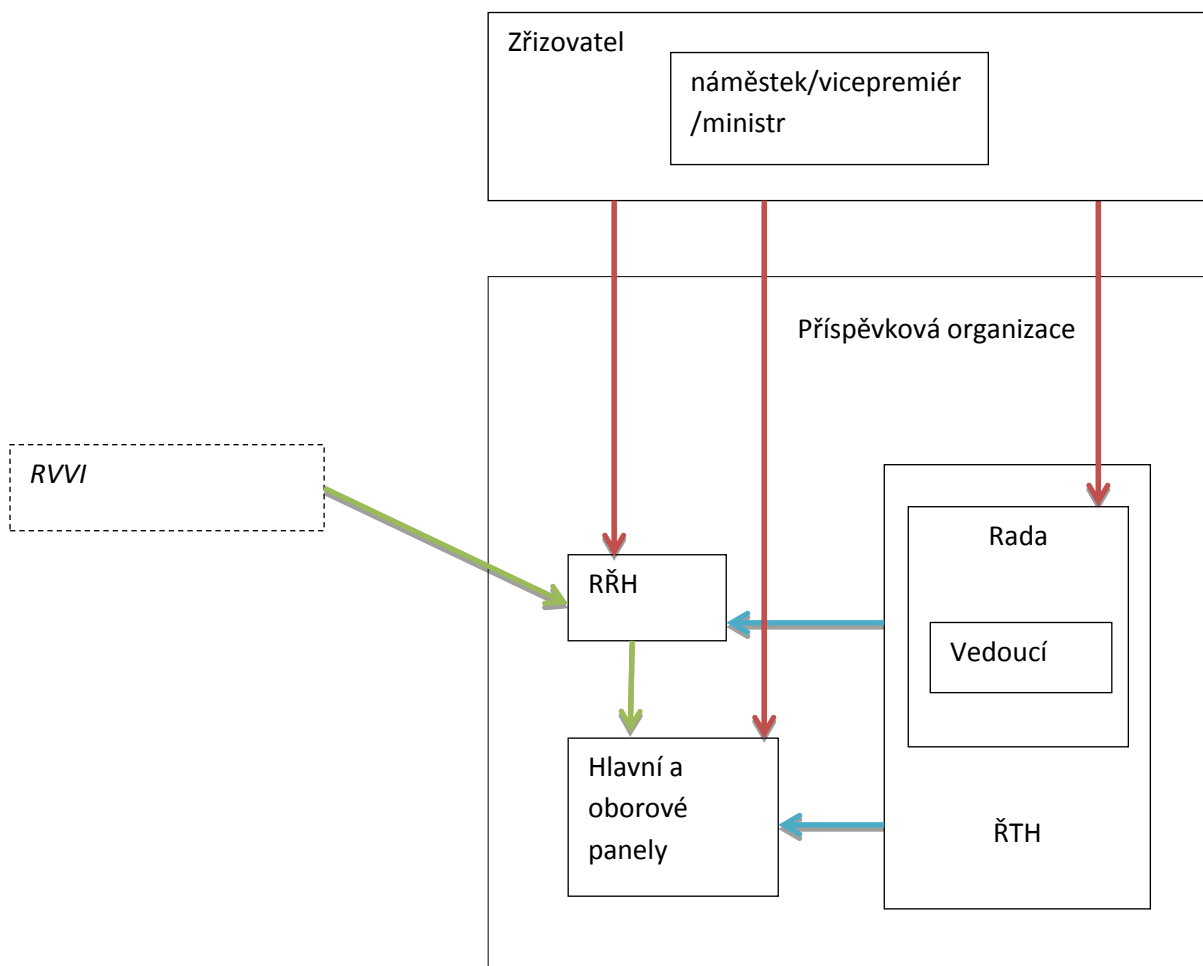 Zřizovatel
náměstek/vicepremiér
/ministr
Příspěvková organizace
RVVI
Rada
RŘH
Vedoucí
Hlavní a
oborové
panely
ŘTH